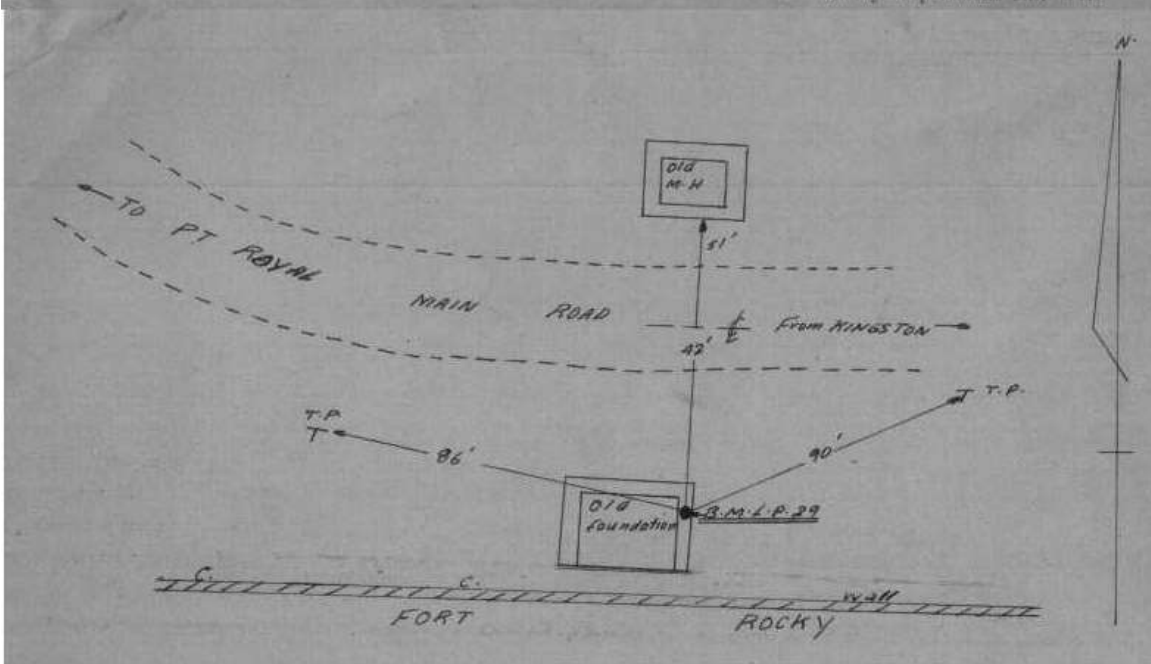 N.
Old
M.H
51'
TO PT ROYAL
MAIN ROAD
From KINGSTON
42'
T.P.
T
T T.P.
86'
90'
Old
foundation
B.M.L.P. 29
C. C. Wall
FORT ROCKY